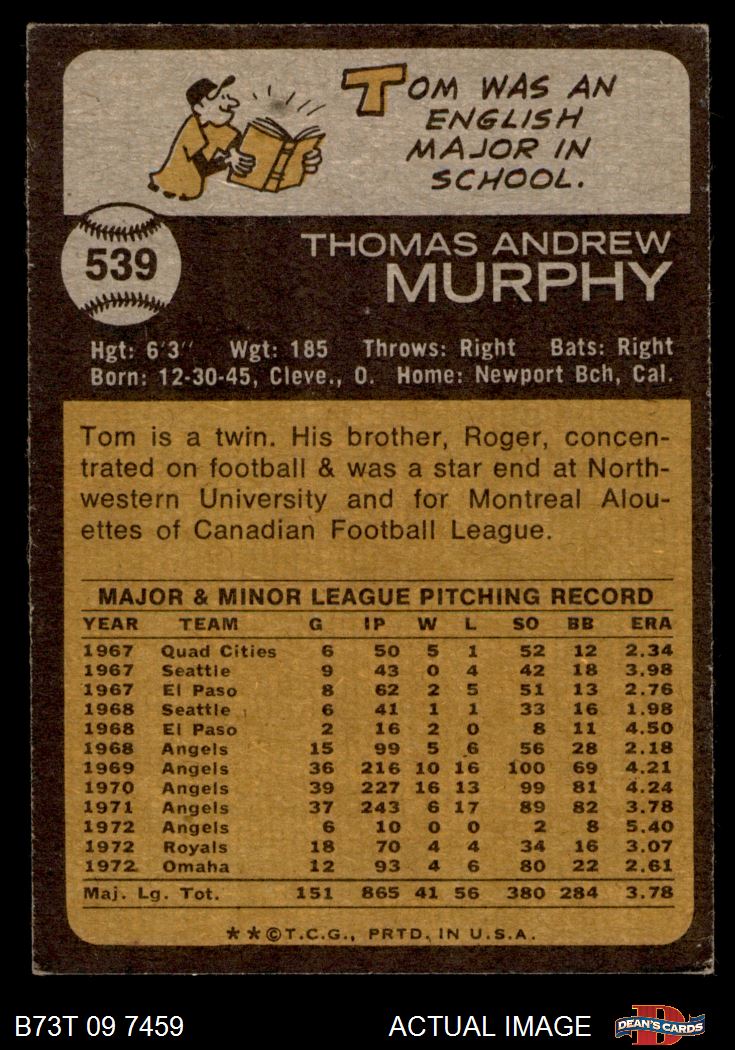 TOM WAS AN
ENGLISH
MAJOR IN
SCHOOL.
539
THOMAS ANDREW
MURPHY
Hgt: 6'3" Wgt: 185 Throws: Right Bats: Right
Born: 12-30-45, Cleve., O. Home: Newport Bch, Cal.
Tom is a twin. His brother, Roger, concen-
trated on football & was a star end at North-
western University and for Montreal Alou-
ettes of Canadian Football League.
MAJOR & MINOR LEAGUE PITCHING RECORD
YEAR TEAM G IP W L SO BB ERA
1967 Quad Cities 6 50 5 1 52 12 2.34
1967 Seattle 9 43 0 4 42 18 3.98
1967 El Paso 8 62 2 5 51 13 2.76
1968 Seattle 6 41 1 1 33 16 1.98
1968 El Paso 2 16 2 0 8 11 4.50
1968 Angels 15 99 5 6 56 28 2.18
1969 Angels 36 216 10 16 100 69 4.21
1970 Angels 39 227 16 13 99 81 4.24
1971 Angels 37 243 6 17 89 82 3.78
1972 Angels 6 10 0 0 2 8 5.40
1972 Royals 18 70 4 4 34 16 3.07
1972 Omaha 12 93 4 6 80 22 2.61
Maj. Lg. Tot. 151 865 41 56 380 284 3.78
**©T.C.G., PRTD. IN U.S.A.
B73T 09 7459 ACTUAL IMAGE
D
DEAN'S CARDS